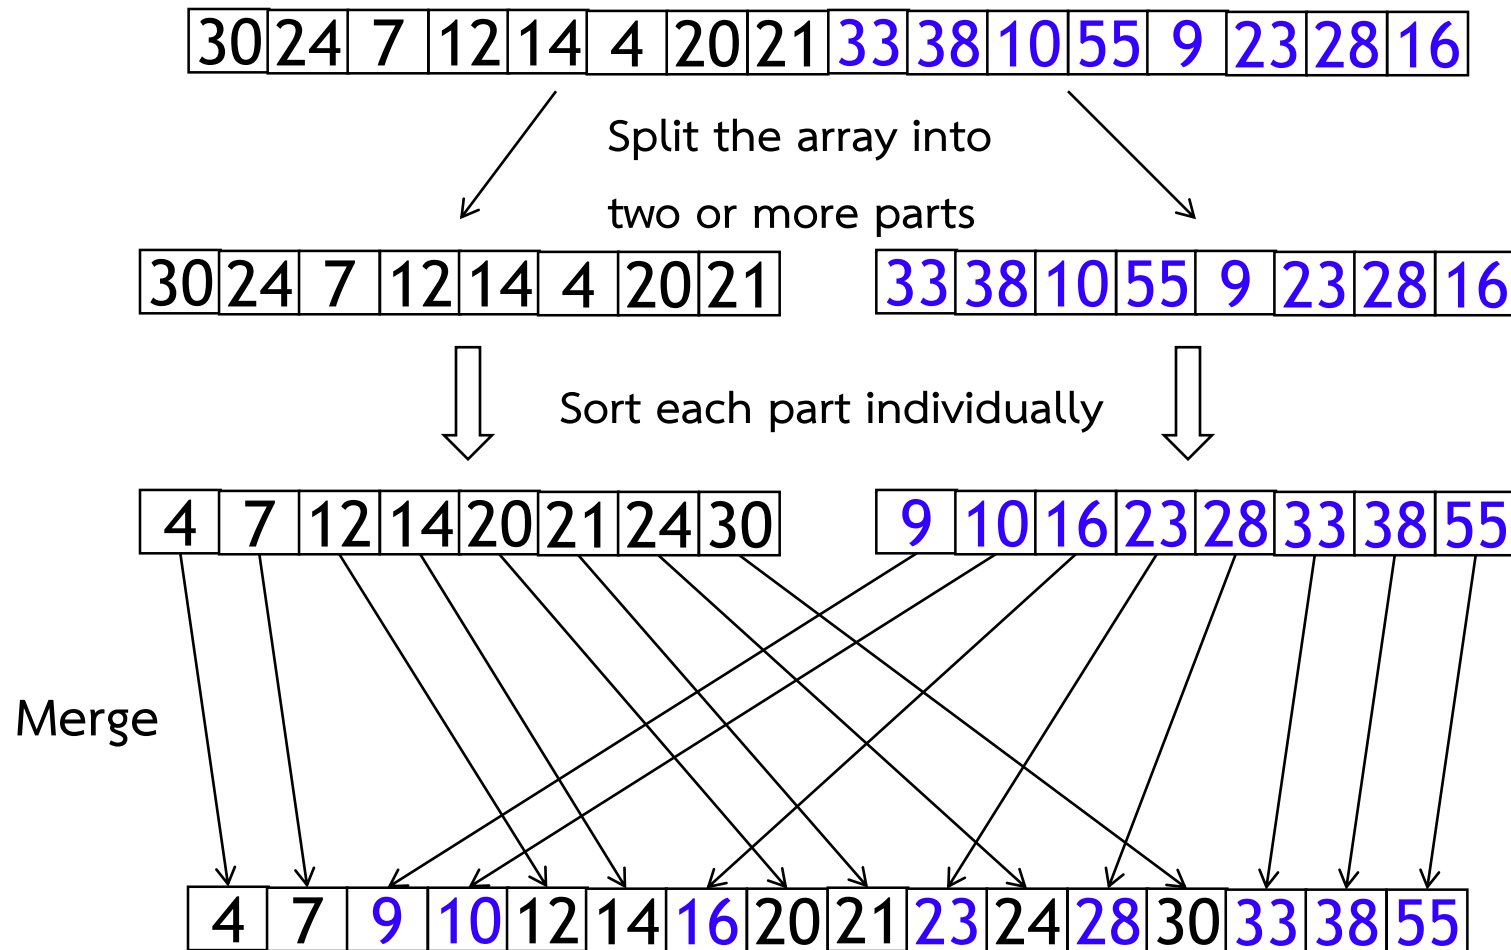 30 24 7 12 14 4 20 21 33 38 10 55 9 23 28 16
Split the array into
two or more parts
30 24 7 12 14 4 20 21
33 38 10 55 9 23 28 16
Sort each part individually
4 7 12 14 20 21 24 30
9 10 16 23 28 33 38 55
Merge
4 7 9 10 12 14 16 20 21 23 24 28 30 33 38 55